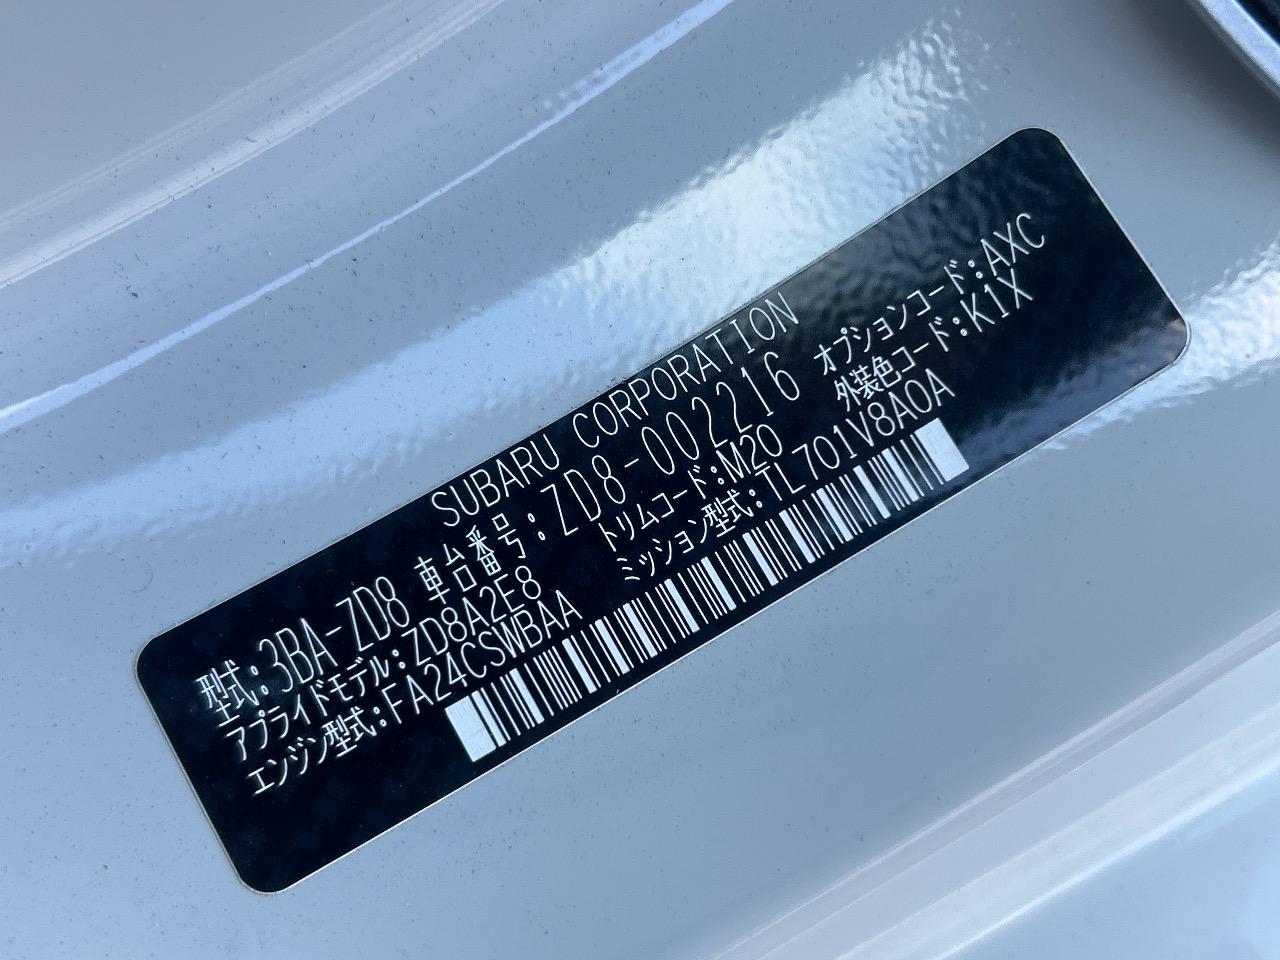 SUBARU CORPORATION
型式:3BA-ZD8 車台番号:ZD8-002216
アプライドモデル:ZD8A2E8 トリムコード:M20 オプションコード:AXC
エンジン型式:FA24CSWBAA ミッション型式:TL701V8A0A 外装色コード:K1X